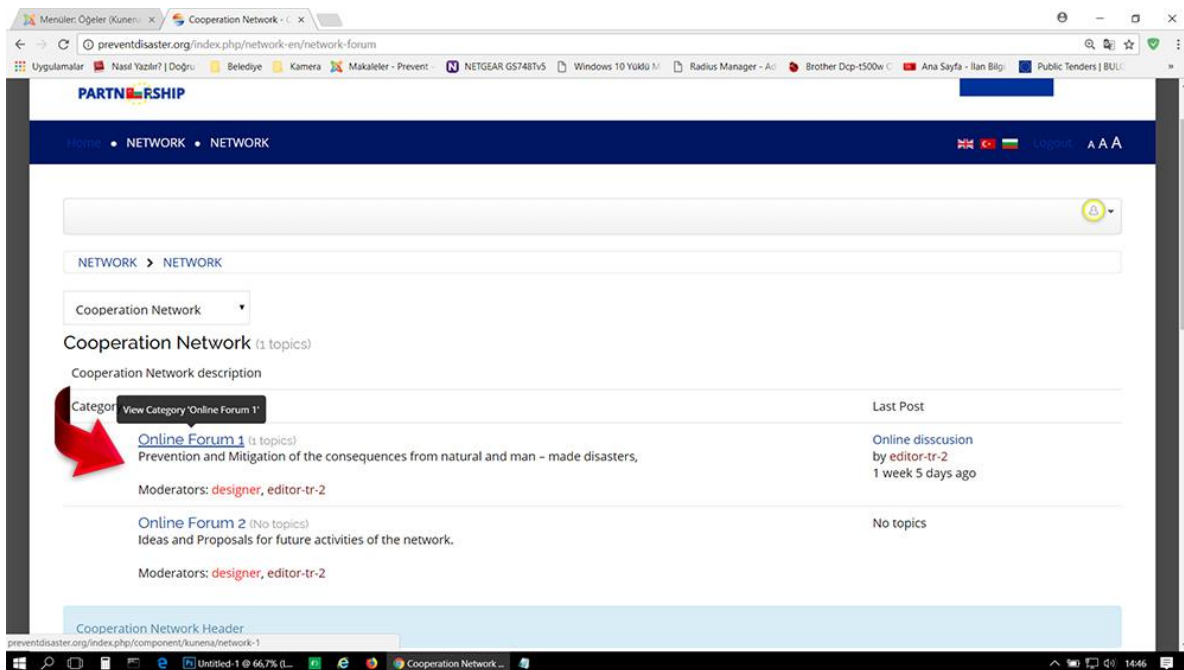 Menüler: Öğeler (Kunen
Cooperation Network - C
preventdisaster.org/index.php/network-en/network-forum
Uygulamalar
Nasıl Yazılır? | Doğru
Belediye
Kamera
Makaleler - Prevent
NETGEAR GS748Tv5
Windows 10 Yüklü M
Radius Manager - Ad
Brother Dcp-t500w C
Ana Sayfa - İlan Bilgi
Public Tenders | BULG
»
PARTNERSHIP
Home • NETWORK • NETWORK
Logout A A A
NETWORK > NETWORK
Cooperation Network
Cooperation Network (1 topics)
Cooperation Network description
Category
Last Post
View Category 'Online Forum 1'
Online Forum 1 (1 topics)
Online disscusion
Prevention and Mitigation of the consequences from natural and man – made disasters,
by editor-tr-2
1 week 5 days ago
Moderators: designer, editor-tr-2
Online Forum 2 (No topics)
No topics
Ideas and Proposals for future activities of the network.
Moderators: designer, editor-tr-2
Cooperation Network Header
preventdisaster.org/index.php/component/kunena/network-1
Untitled-1 @ 66,7% (L...
Cooperation Network ...
14:46